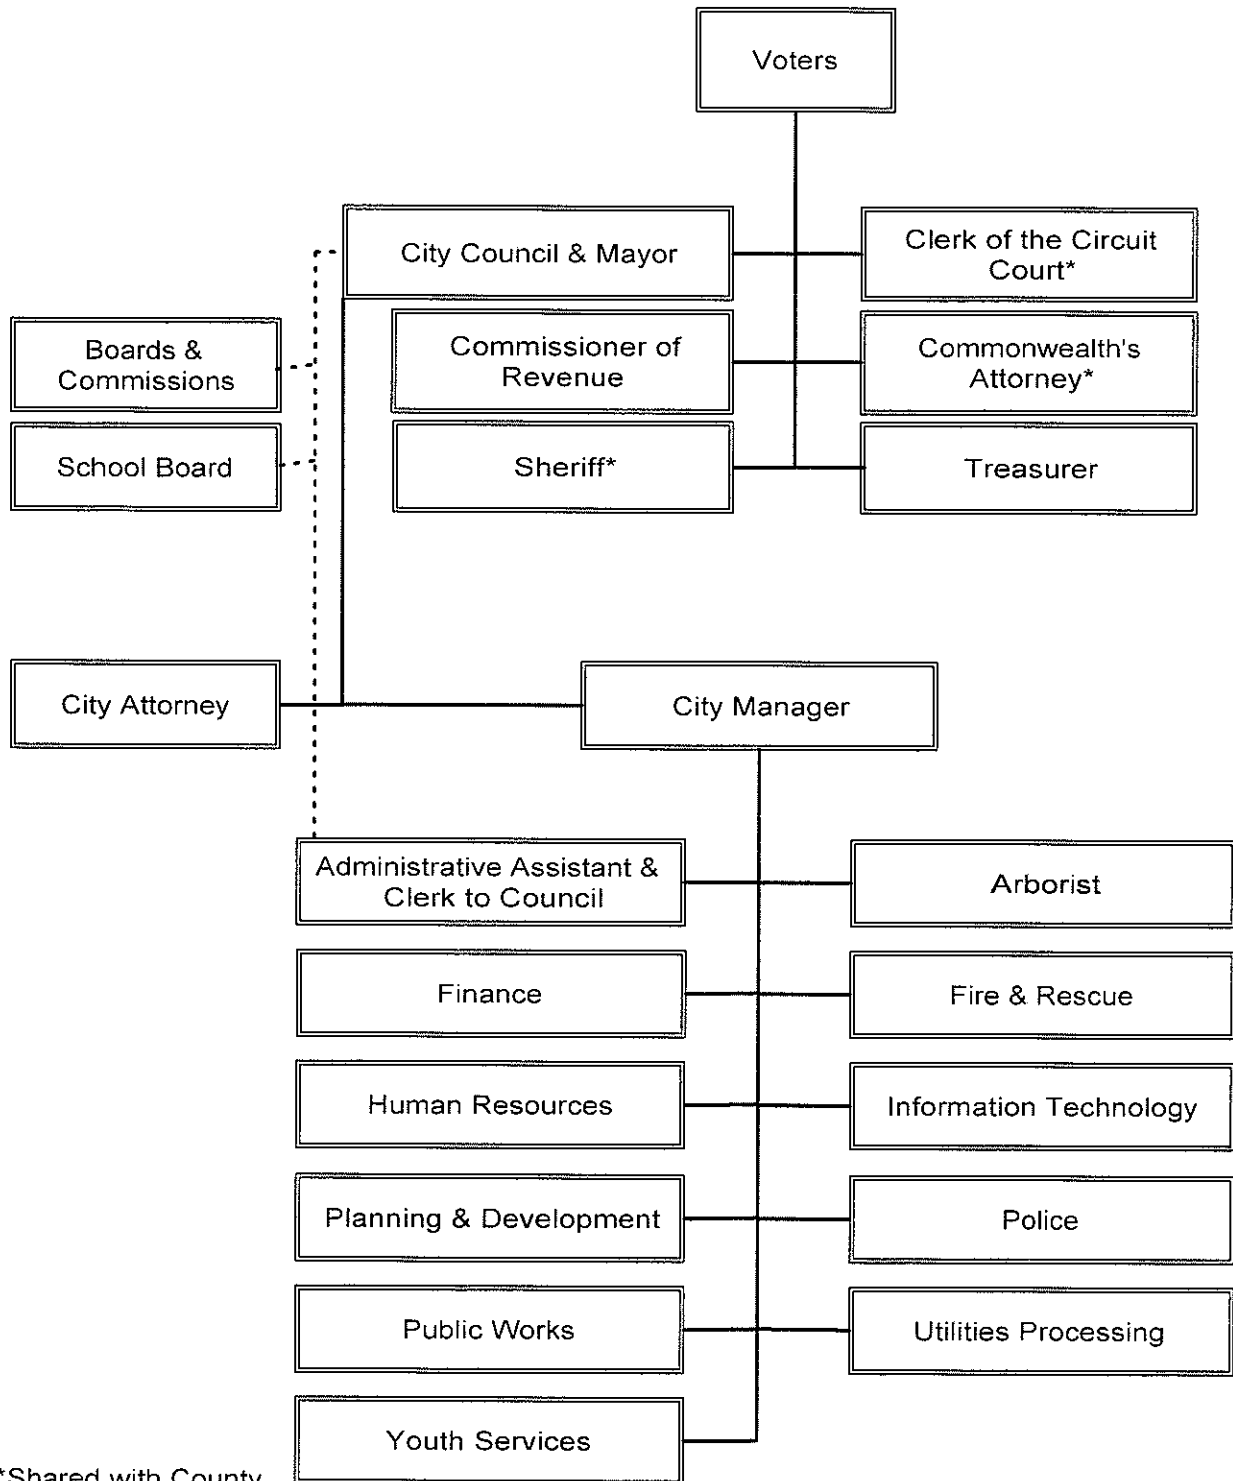 Voters
City Council & Mayor
Clerk of the Circuit
Court*
Boards &
Commissions
Commissioner of
Revenue
Commonwealth's
Attorney*
School Board
Sheriff*
Treasurer
City Attorney
City Manager
Administrative Assistant &
Clerk to Council
Arborist
Finance
Fire & Rescue
Human Resources
Information Technology
Planning & Development
Police
Public Works
Utilities Processing
Youth Services
*Shared with County